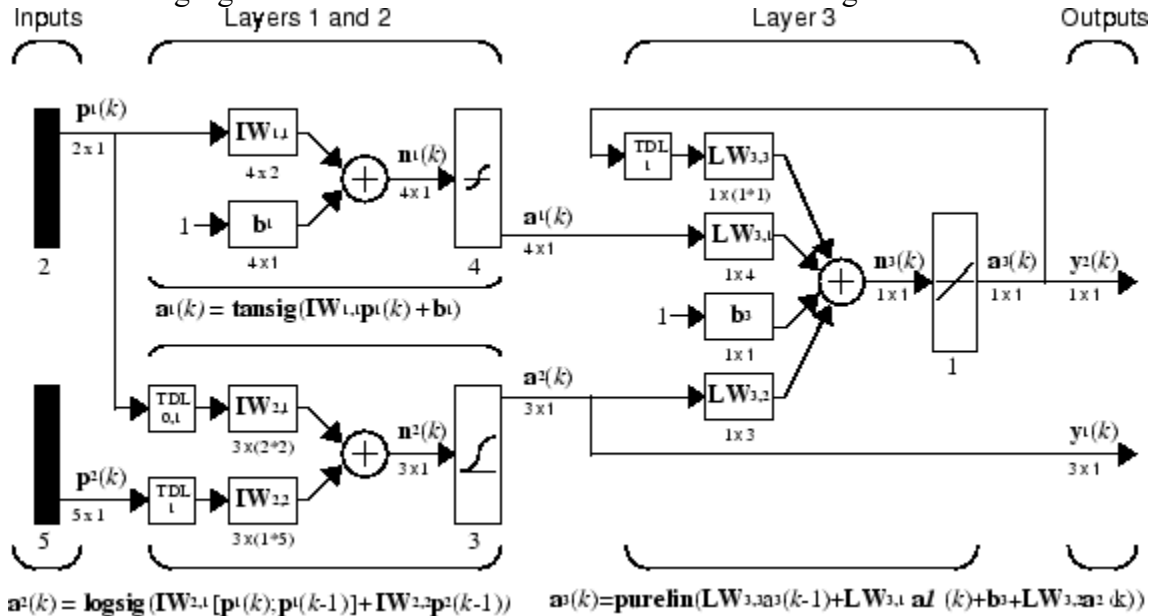 Inputs Layers 1 and 2 Layer 3 Outputs
p1(k)
2 x 1
IW1,1
4 x 2
1
b1
4 x 1
n1(k)
4 x 1
2
4
a1(k)
4 x 1
a1(k) = tansig(IW1,1p1(k) + b1)
TDL
1
LW3,3
1 x (1*1)
LW3,1
1 x 4
1
b3
1 x 1
LW3,2
1 x 3
n3(k)
1 x 1
1
a3(k)
1 x 1
y2(k)
1 x 1
TDL
0,1
IW2,1
3 x (2*2)
p2(k)
5 x 1
TDL
1
IW2,2
3 x (1*5)
n2(k)
3 x 1
5
3
a2(k)
3 x 1
y1(k)
3 x 1
a2(k) = logsig(IW2,1 [p1(k);p1(k-1)]+ IW2,2p2(k-1))
a3(k)=purelin(LW3,3a3(k-1)+LW3,1 a1 (k)+b3+LW3,2a2 (k))